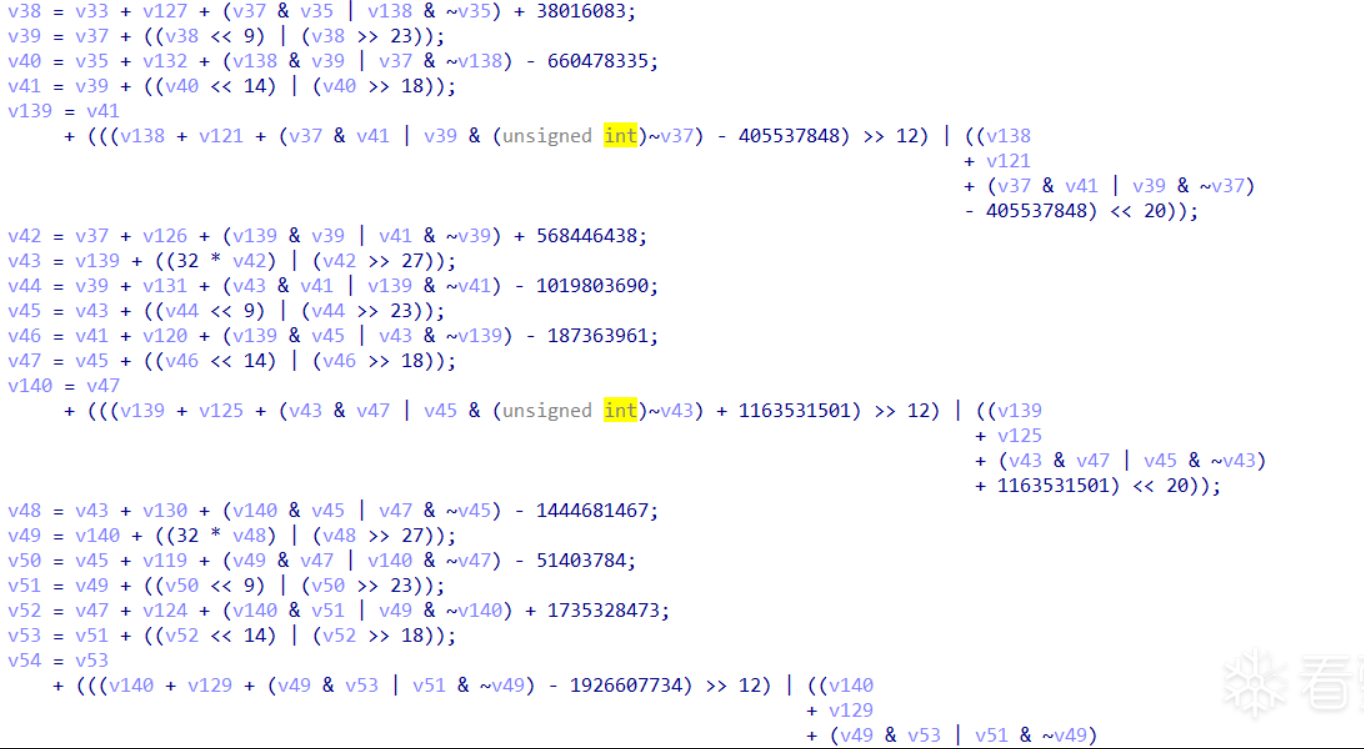 v38 = v33 + v127 + (v37 & v35 | v138 & ~v35) + 38016083;
v39 = v37 + ((v38 << 9) | (v38 >> 23));
v40 = v35 + v132 + (v138 & v39 | v37 & ~v138) - 660478335;
v41 = v39 + ((v40 << 14) | (v40 >> 18));
v139 = v41
+ (((v138 + v121 + (v37 & v41 | v39 & (unsigned int)~v37) - 405537848) >> 12) | ((v138
+ v121
+ (v37 & v41 | v39 & ~v37)
- 405537848) << 20));
v42 = v37 + v126 + (v139 & v39 | v41 & ~v39) + 568446438;
v43 = v139 + ((32 * v42) | (v42 >> 27));
v44 = v39 + v131 + (v43 & v41 | v139 & ~v41) - 1019803690;
v45 = v43 + ((v44 << 9) | (v44 >> 23));
v46 = v41 + v120 + (v139 & v45 | v43 & ~v139) - 187363961;
v47 = v45 + ((v46 << 14) | (v46 >> 18));
v140 = v47
+ (((v139 + v125 + (v43 & v47 | v45 & (unsigned int)~v43) + 1163531501) >> 12) | ((v139
+ v125
+ (v43 & v47 | v45 & ~v43)
+ 1163531501) << 20));
v48 = v43 + v130 + (v140 & v45 | v47 & ~v45) - 1444681467;
v49 = v140 + ((32 * v48) | (v48 >> 27));
v50 = v45 + v119 + (v49 & v47 | v140 & ~v47) - 51403784;
v51 = v49 + ((v50 << 9) | (v50 >> 23));
v52 = v47 + v124 + (v140 & v51 | v49 & ~v140) + 1735328473;
v53 = v51 + ((v52 << 14) | (v52 >> 18));
v54 = v53
+ (((v140 + v129 + (v49 & v53 | v51 & ~v49) - 1926607734) >> 12) | ((v140
+ v129
+ (v49 & v53 | v51 & ~v49)
看